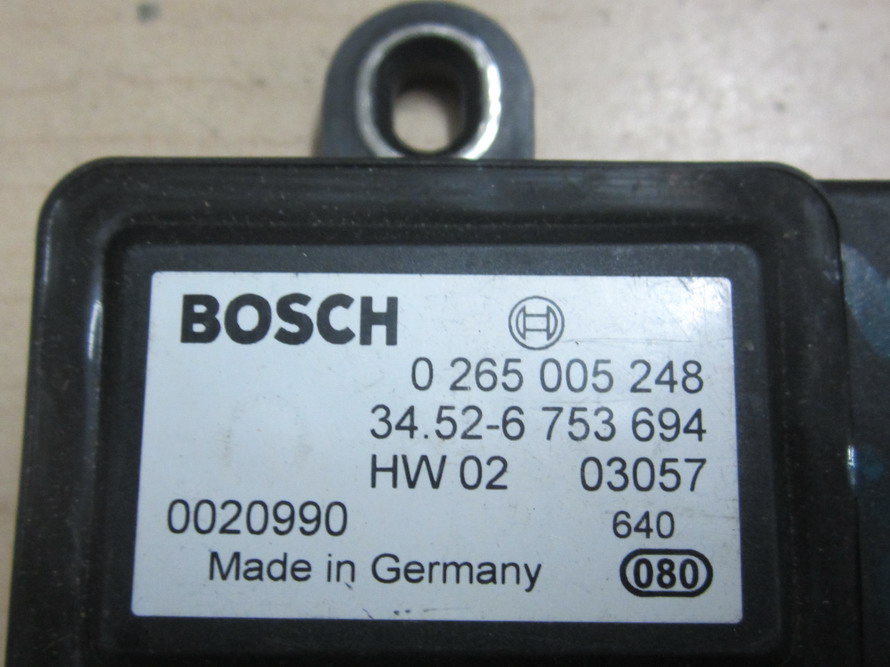 BOSCH
0 265 005 248
34.52-6 753 694
HW 02 03057
0020990 640
Made in Germany 080